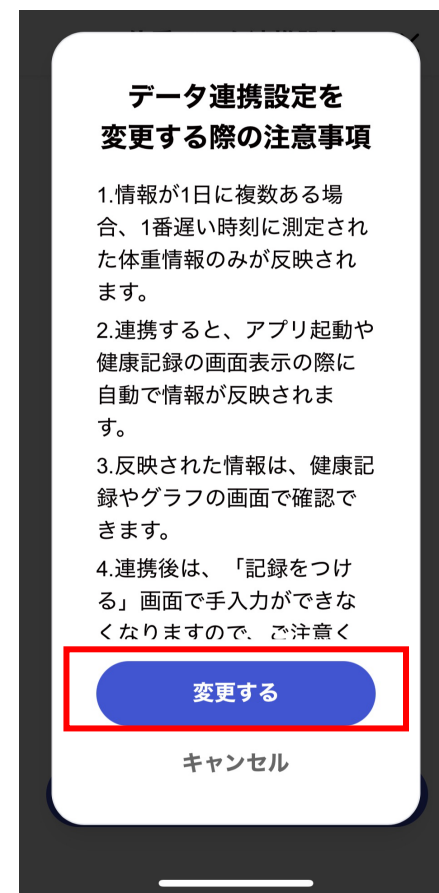 データ連携設定を
変更する際の注意事項
1.情報が1日に複数ある場
合、1番遅い時刻に測定され
た体重情報のみが反映され
ます。
2.連携すると、アプリ起動や
健康記録の画面表示の際に
自動で情報が反映されま
す。
3.反映された情報は、健康記
録やグラフの画面で確認で
きます。
4.連携後は、「記録をつけ
る」画面で手入力ができな
くなりますので、ご注意く
変更する
キャンセル